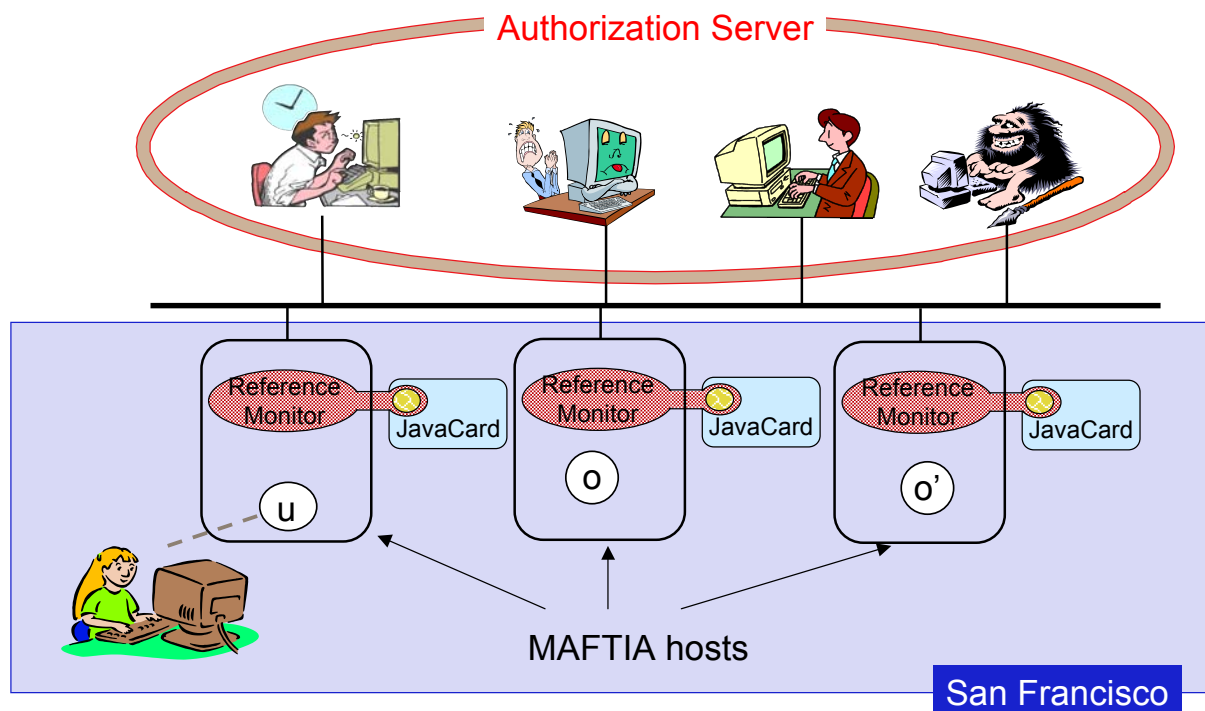 Authorization Server
Reference
Monitor
JavaCard
u
Reference
Monitor
JavaCard
o
Reference
Monitor
JavaCard
o’
MAFTIA hosts
San Francisco